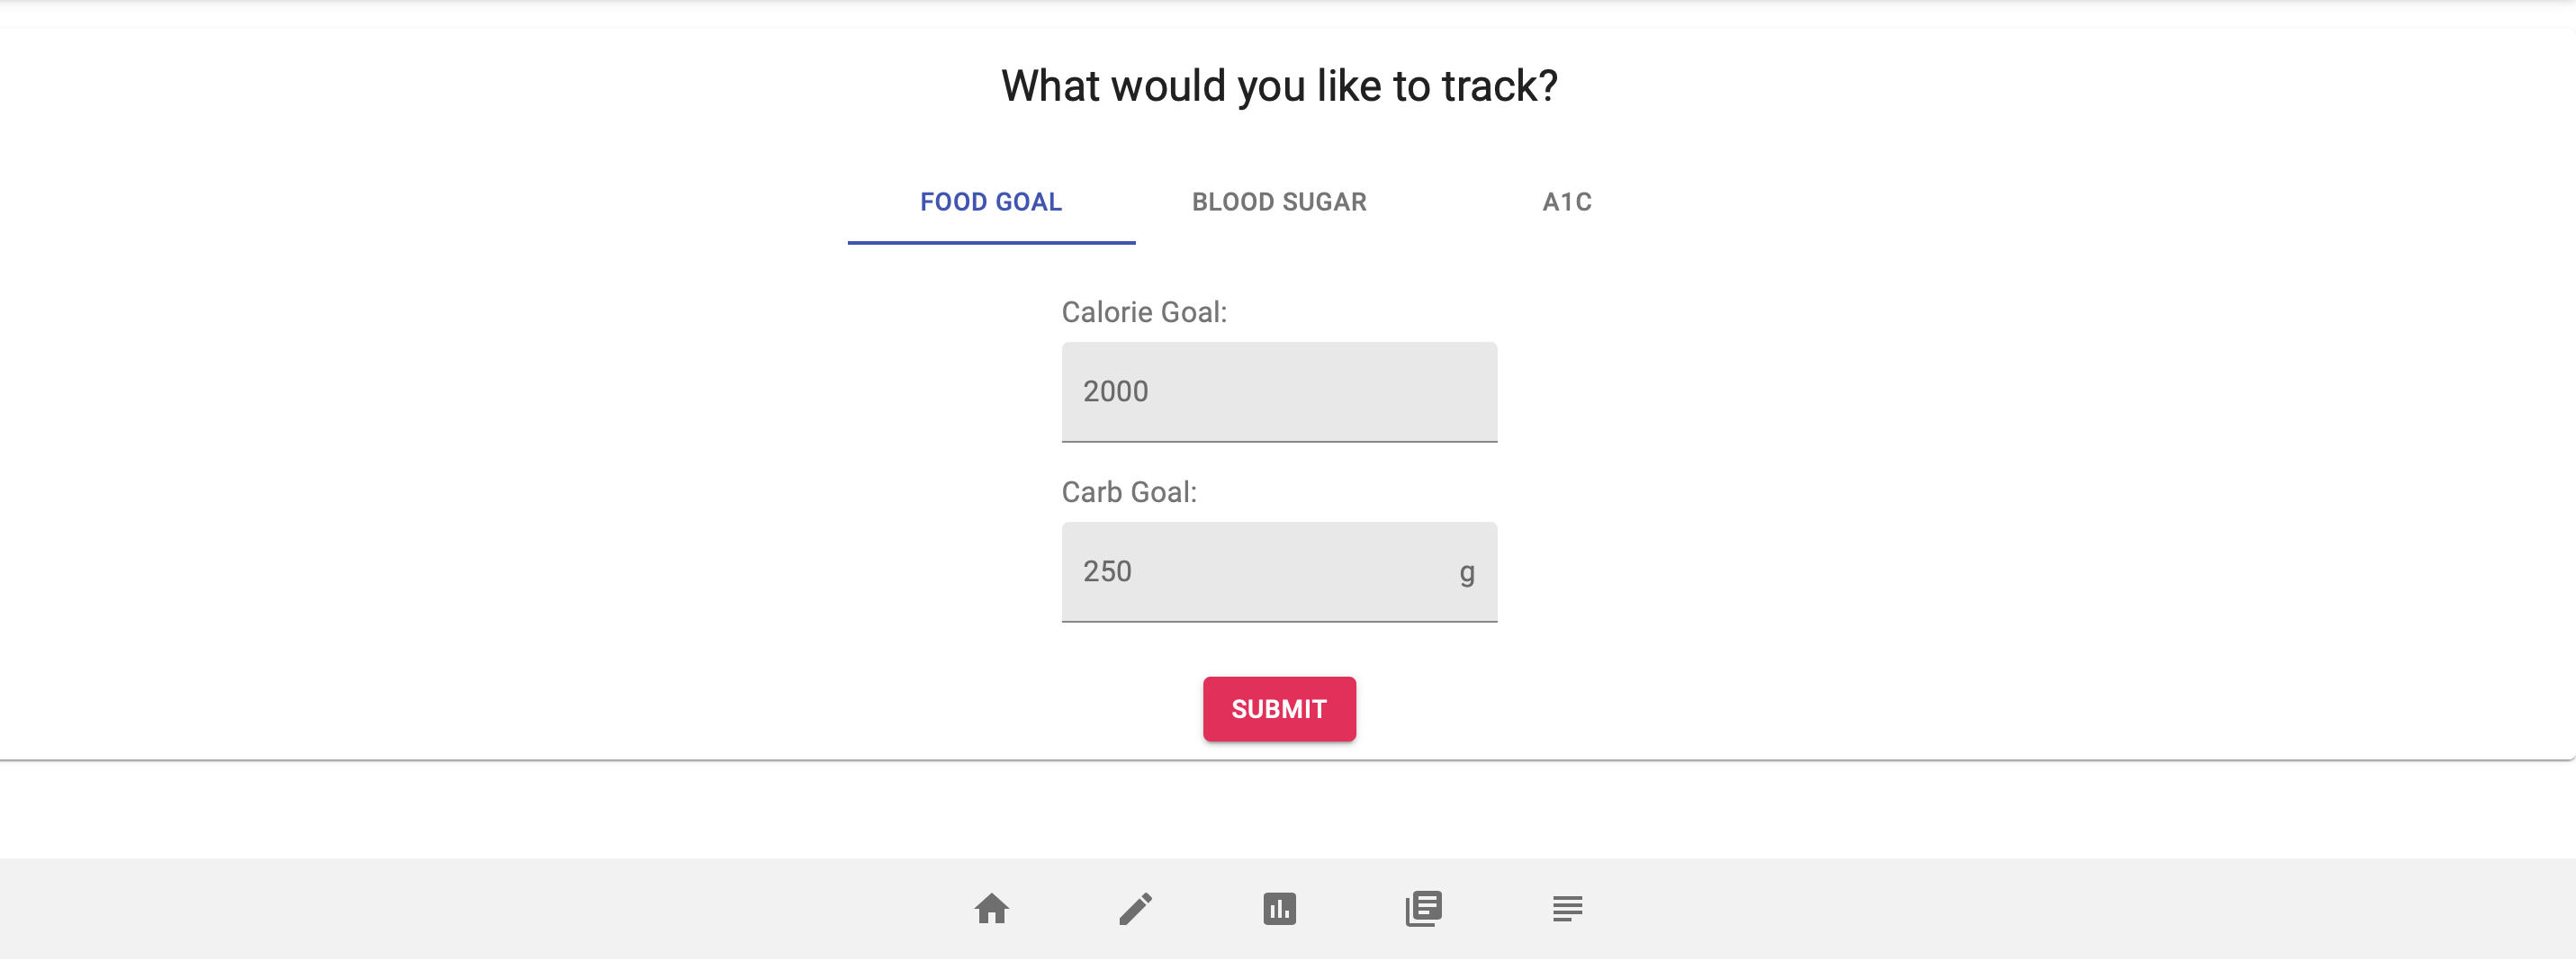 What would you like to track?
FOOD GOAL BLOOD SUGAR A1C
Calorie Goal:
2000
Carb Goal:
250 g
SUBMIT